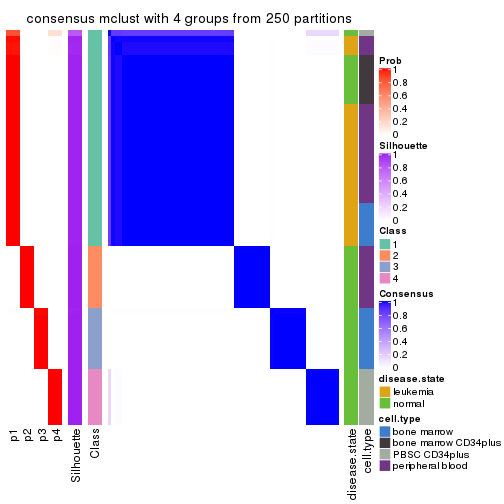 consensus mclust with 4 groups from 250 partitions
Prob
1
0.8
0.6
0.4
0.2
0
Silhouette
1
0.8
0.6
0.4
0.2
0
Class
1
2
3
4
Consensus
1
0.8
0.6
0.4
0.2
0
disease.state
leukemia
normal
cell.type
bone marrow
bone marrow CD34plus
PBSC CD34plus
peripheral blood
p1
p2
p3
p4
Silhouette
Class
disease.state
cell.type